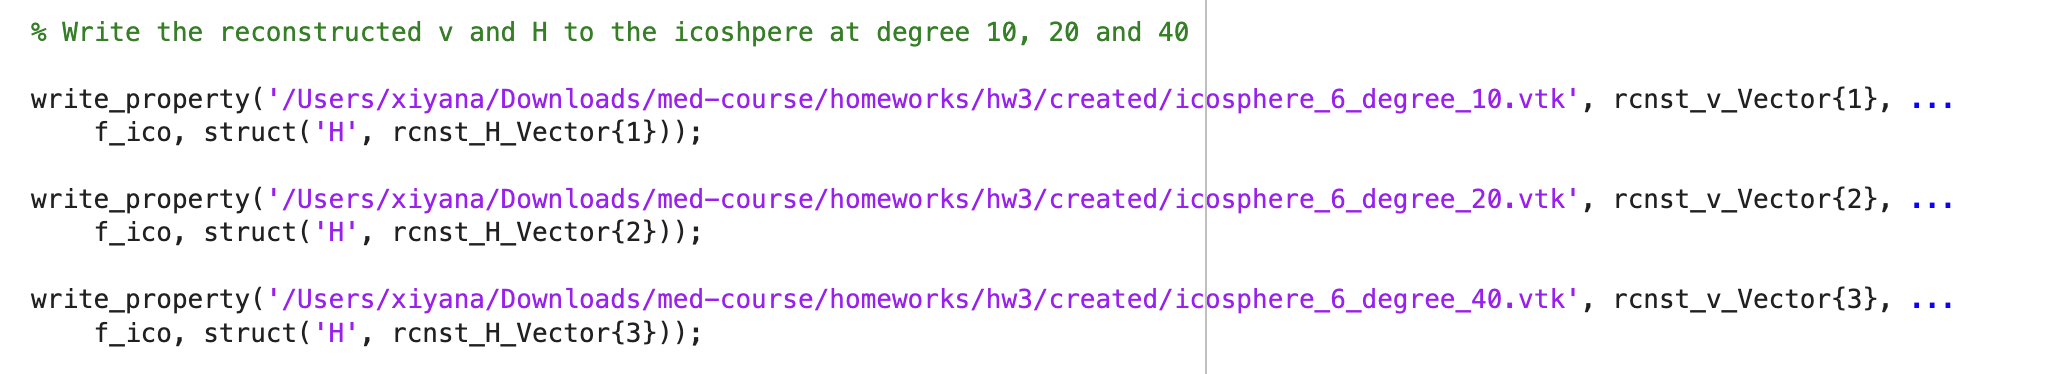 % Write the reconstructed v and H to the icoshpere at degree 10, 20 and 40
write_property('/Users/xiyana/Downloads/med-course/homeworks/hw3/created/icosphere_6_degree_10.vtk', rcnst_v_Vector{1}, ...
f_ico, struct('H', rcnst_H_Vector{1}));
write_property('/Users/xiyana/Downloads/med-course/homeworks/hw3/created/icosphere_6_degree_20.vtk', rcnst_v_Vector{2}, ...
f_ico, struct('H', rcnst_H_Vector{2}));
write_property('/Users/xiyana/Downloads/med-course/homeworks/hw3/created/icosphere_6_degree_40.vtk', rcnst_v_Vector{3}, ...
f_ico, struct('H', rcnst_H_Vector{3}));